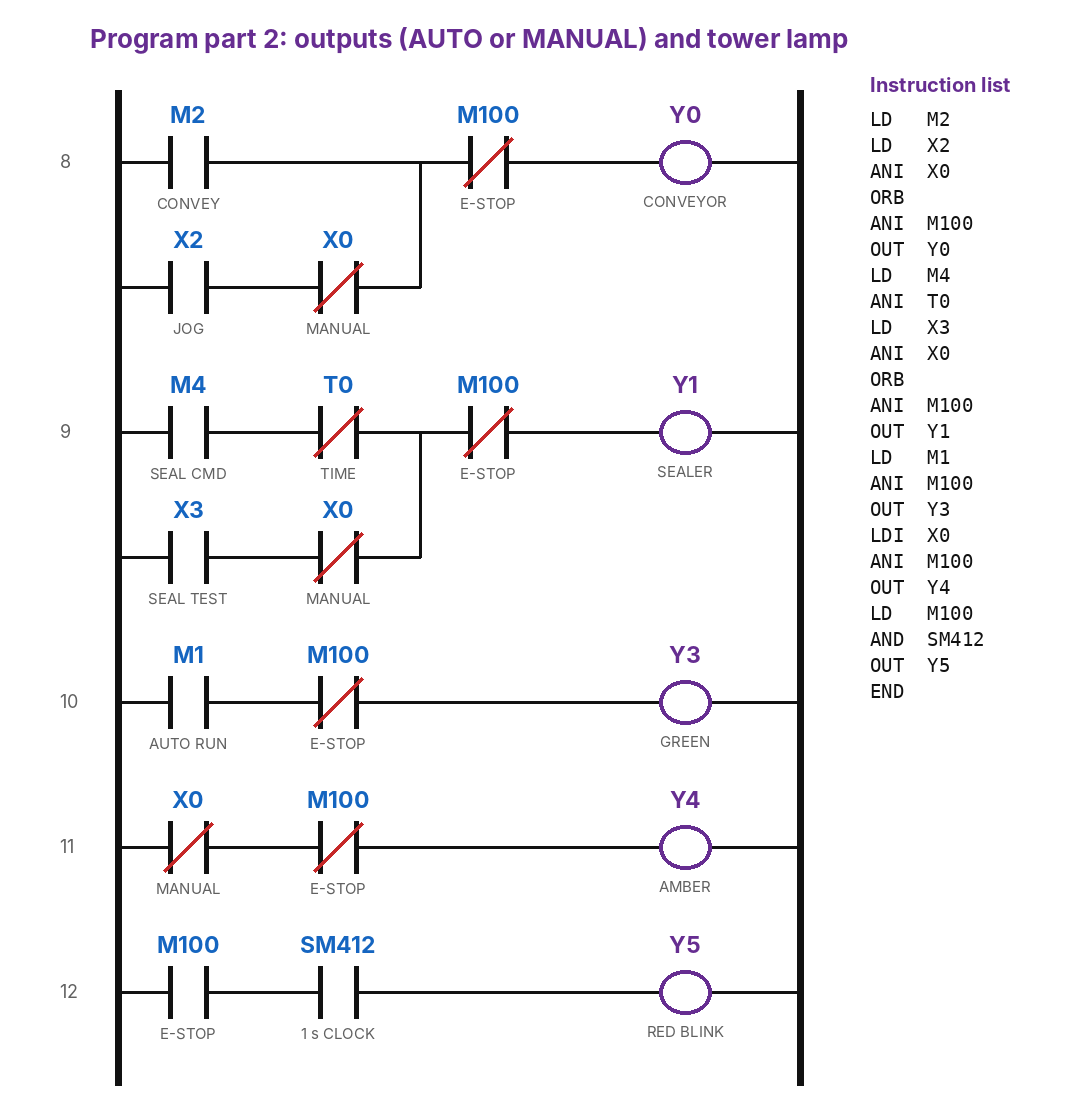 Program part 2: outputs (AUTO or MANUAL) and tower lamp
M2 M100 Y0
8
CONVEY E-STOP CONVEYOR
X2 X0
JOG MANUAL
M4 T0 M100 Y1
9
SEAL CMD TIME E-STOP SEALER
X3 X0
SEAL TEST MANUAL
M1 M100 Y3
10
AUTO RUN E-STOP GREEN
X0 M100 Y4
11
MANUAL E-STOP AMBER
M100 SM412 Y5
12
E-STOP 1 s CLOCK RED BLINK
Instruction list
LD M2
LD X2
ANI X0
ORB
ANI M100
OUT Y0
LD M4
ANI T0
LD X3
ANI X0
ORB
ANI M100
OUT Y1
LD M1
ANI M100
OUT Y3
LDI X0
ANI M100
OUT Y4
LD M100
AND SM412
OUT Y5
END